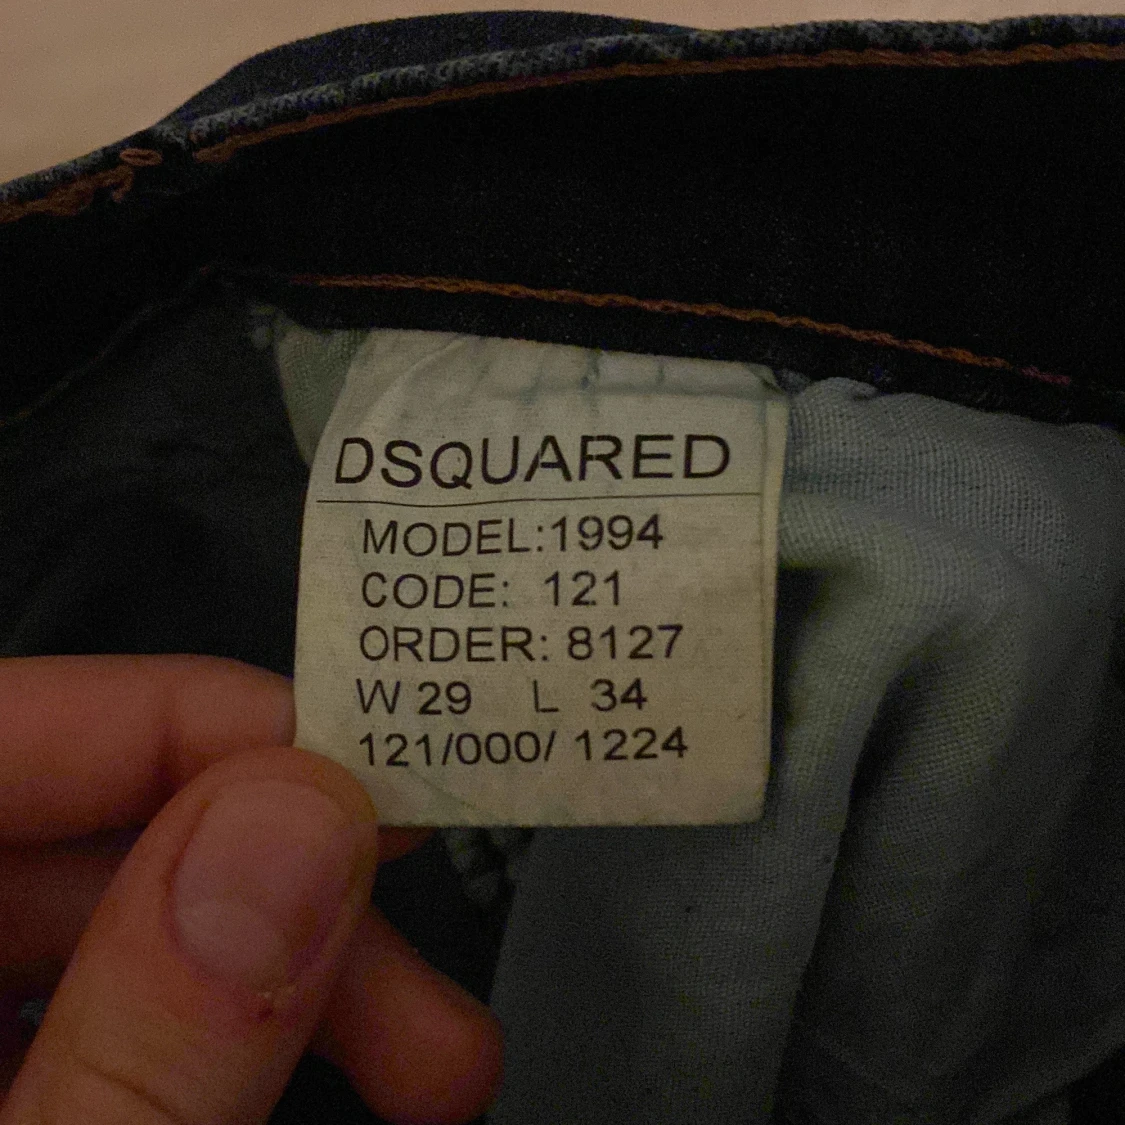 DSQUARED
MODEL:1994
CODE: 121
ORDER: 8127
W 29 L 34
121/000/ 1224